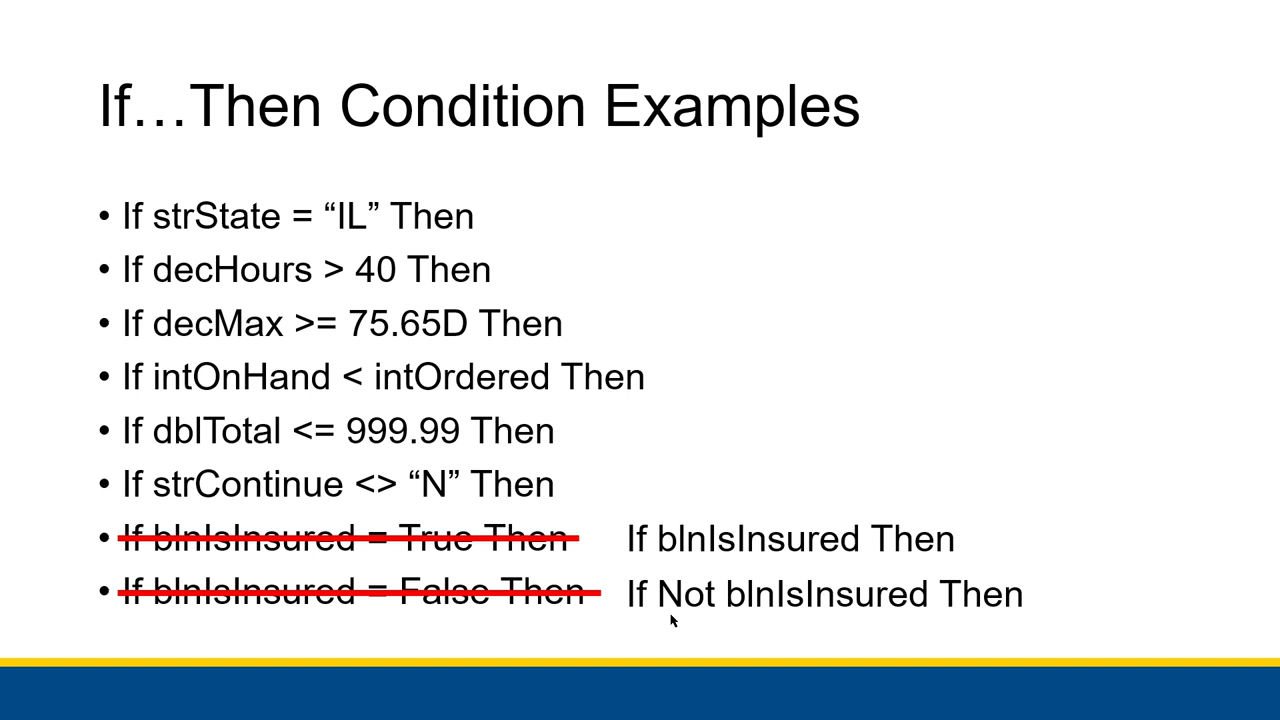 If…Then Condition Examples
• If strState = “IL” Then
• If decHours > 40 Then
• If decMax >= 75.65D Then
• If intOnHand < intOrdered Then
• If dblTotal <= 999.99 Then
• If strContinue <> “N” Then
• If blnIsInsured = True Then If blnIsInsured Then
• If blnIsInsured = False Then If Not blnIsInsured Then